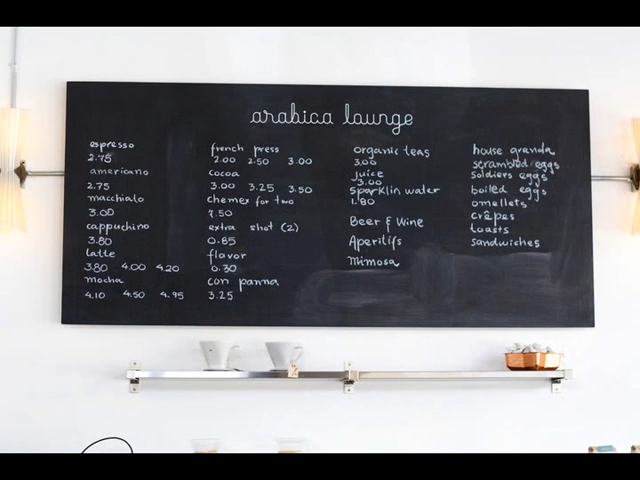 arabica lounge
espresso
2.75
americano
2.75
macchialo
3.00
cappuchino
3.80
latte
3.80 4.00 4.20
mocha
4.10 4.50 4.95
french press
2.00 2.50 3.00
cocoa
3.00 3.25 3.50
chemex for two
7.50
extra shot (2)
0.85
flavor
0.30
con panna
3.25
organic teas
3.00
juice
3.00
sparklin water
1.80
Beer & Wine
Aperitifs
Mimosa
house granola
scrambled eggs
soldiers eggs
boiled eggs
omellets
crêpes
toasts
sandwiches